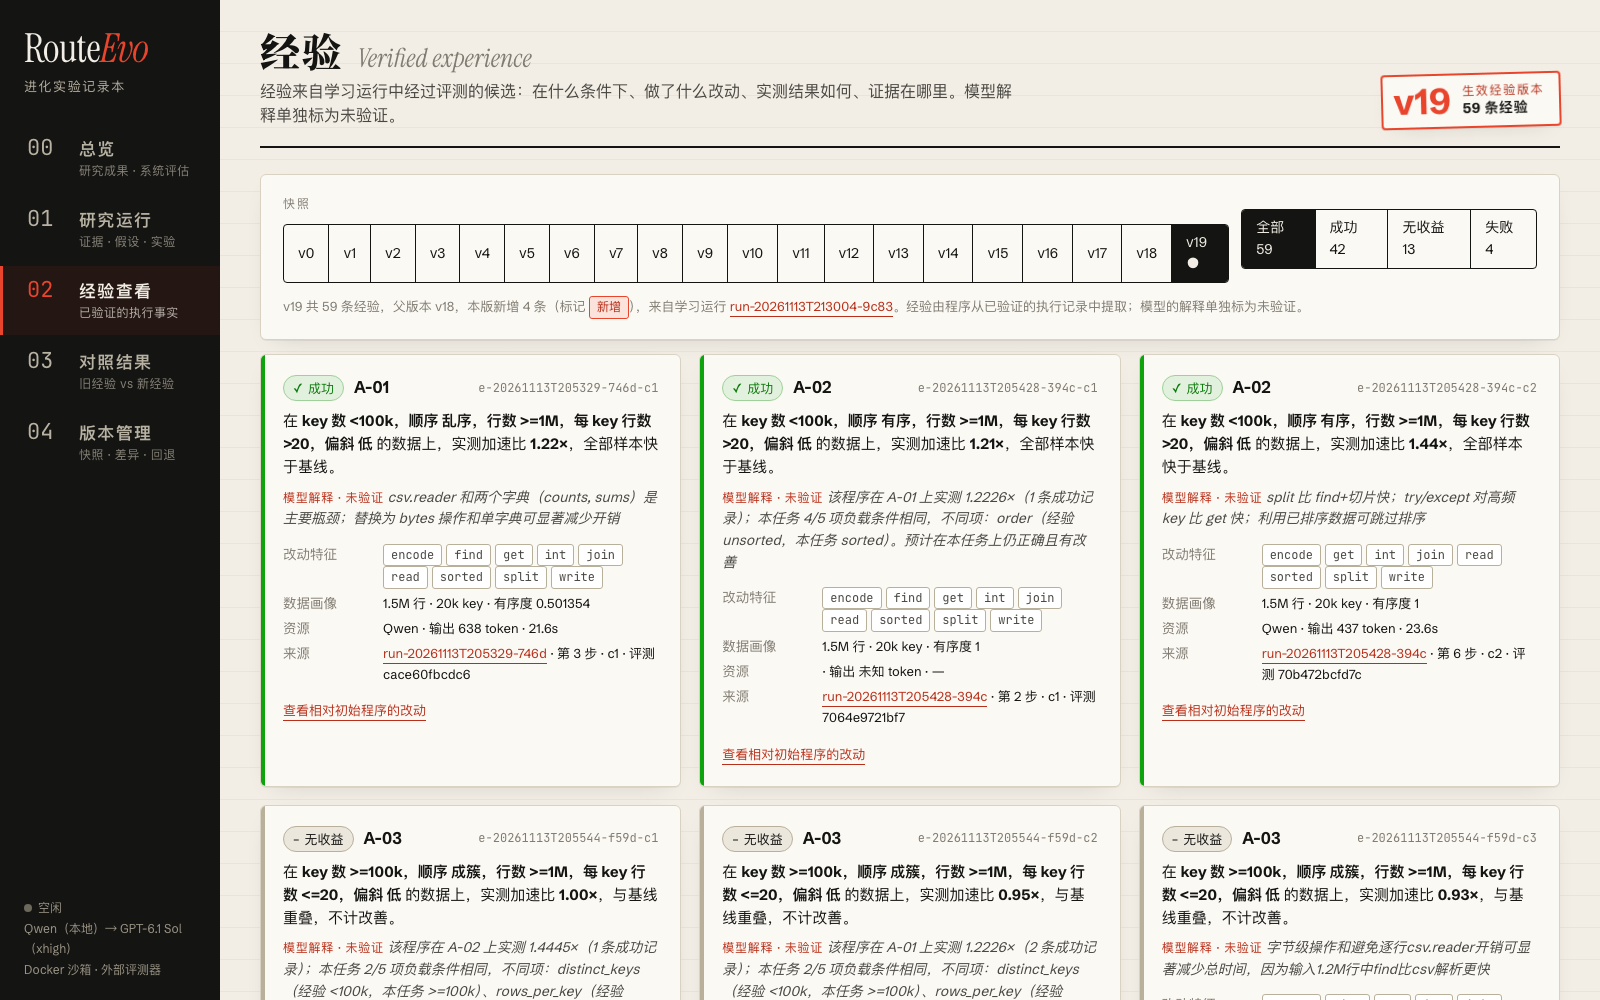 RouteEvo
进化实验记录本
00 总览
研究成果 · 系统评估
01 研究运行
证据 · 假设 · 实验
02 经验查看
已验证的执行事实
03 对照结果
旧经验 vs 新经验
04 版本管理
快照 · 差异 · 回退
空闲
Qwen（本地）→ GPT-6.1 Sol
（xhigh）
Docker 沙箱 · 外部评测器
经验 Verified experience
经验来自学习运行中经过评测的候选：在什么条件下、做了什么改动、实测结果如何、证据在哪里。模型解
释单独标为未验证。
v19 生效经验版本
59 条经验
快照
v0 v1 v2 v3 v4 v5 v6 v7 v8 v9 v10 v11 v12 v13 v14 v15 v16 v17 v18 v19
全部 59 成功 42 无收益 13 失败 4
v19 共 59 条经验，父版本 v18，本版新增 4 条（标记 新增），来自学习运行 run-20261113T213004-9c83。经验由程序从已验证的执行记录中提取；模型的解释单独标为未验证。
✓ 成功 A-01 e-20261113T205329-746d-c1
在 key 数 <100k，顺序 乱序，行数 >=1M，每 key 行数
>20，偏斜 低 的数据上，实测加速比 1.22×，全部样本快
于基线。
模型解释 · 未验证 csv.reader 和两个字典（counts, sums）是
主要瓶颈；替换为 bytes 操作和单字典可显著减少开销
改动特征 encode find get int join
read sorted split write
数据画像 1.5M 行 · 20k key · 有序度 0.501354
资源 Qwen · 输出 638 token · 21.6s
来源 run-20261113T205329-746d · 第 3 步 · c1 · 评测
cace60fbcdc6
查看相对初始程序的改动
✓ 成功 A-02 e-20261113T205428-394c-c1
在 key 数 <100k，顺序 有序，行数 >=1M，每 key 行数
>20，偏斜 低 的数据上，实测加速比 1.21×，全部样本快
于基线。
模型解释 · 未验证 该程序在 A-01 上实测 1.2226×（1 条成功记
录）；本任务 4/5 项负载条件相同，不同项：order（经验
unsorted，本任务 sorted）。预计在本任务上仍正确且有改
善
改动特征 encode find get int join
read sorted split write
数据画像 1.5M 行 · 20k key · 有序度 1
资源 · 输出 未知 token · —
来源 run-20261113T205428-394c · 第 2 步 · c1 · 评测
7064e9721bf7
查看相对初始程序的改动
✓ 成功 A-02 e-20261113T205428-394c-c2
在 key 数 <100k，顺序 有序，行数 >=1M，每 key 行数
>20，偏斜 低 的数据上，实测加速比 1.44×，全部样本
快于基线。
模型解释 · 未验证 split 比 find+切片快；try/except 对高频
key 比 get 快；利用已排序数据可跳过排序
改动特征 encode get int join read
sorted split write
数据画像 1.5M 行 · 20k key · 有序度 1
资源 Qwen · 输出 437 token · 23.6s
来源 run-20261113T205428-394c · 第 6 步 · c2 · 评
测 70b472bcfd7c
查看相对初始程序的改动
– 无收益 A-03 e-20261113T205544-f59d-c1
在 key 数 >=100k，顺序 成簇，行数 >=1M，每 key 行
数 <=20，偏斜 低 的数据上，实测加速比 1.00×，与基线
重叠，不计改善。
模型解释 · 未验证 该程序在 A-02 上实测 1.4445×（1 条成功记
录）；本任务 2/5 项负载条件相同，不同项：distinct_keys
（经验 <100k，本任务 >=100k）、rows_per_key（经验
– 无收益 A-03 e-20261113T205544-f59d-c2
在 key 数 >=100k，顺序 成簇，行数 >=1M，每 key 行
数 <=20，偏斜 低 的数据上，实测加速比 0.95×，与基
线重叠，不计改善。
模型解释 · 未验证 该程序在 A-01 上实测 1.2226×（2 条成功记
录）；本任务 2/5 项负载条件相同，不同项：distinct_keys
（经验 <100k，本任务 >=100k）、rows_per_key（经验
– 无收益 A-03 e-20261113T205544-f59d-c3
在 key 数 >=100k，顺序 成簇，行数 >=1M，每 key 行
数 <=20，偏斜 低 的数据上，实测加速比 0.93×，与基
线重叠，不计改善。
模型解释 · 未验证 字节级操作和避免逐行csv.reader开销可显
著减少总时间，因为输入1.2M行中find比csv解析更快